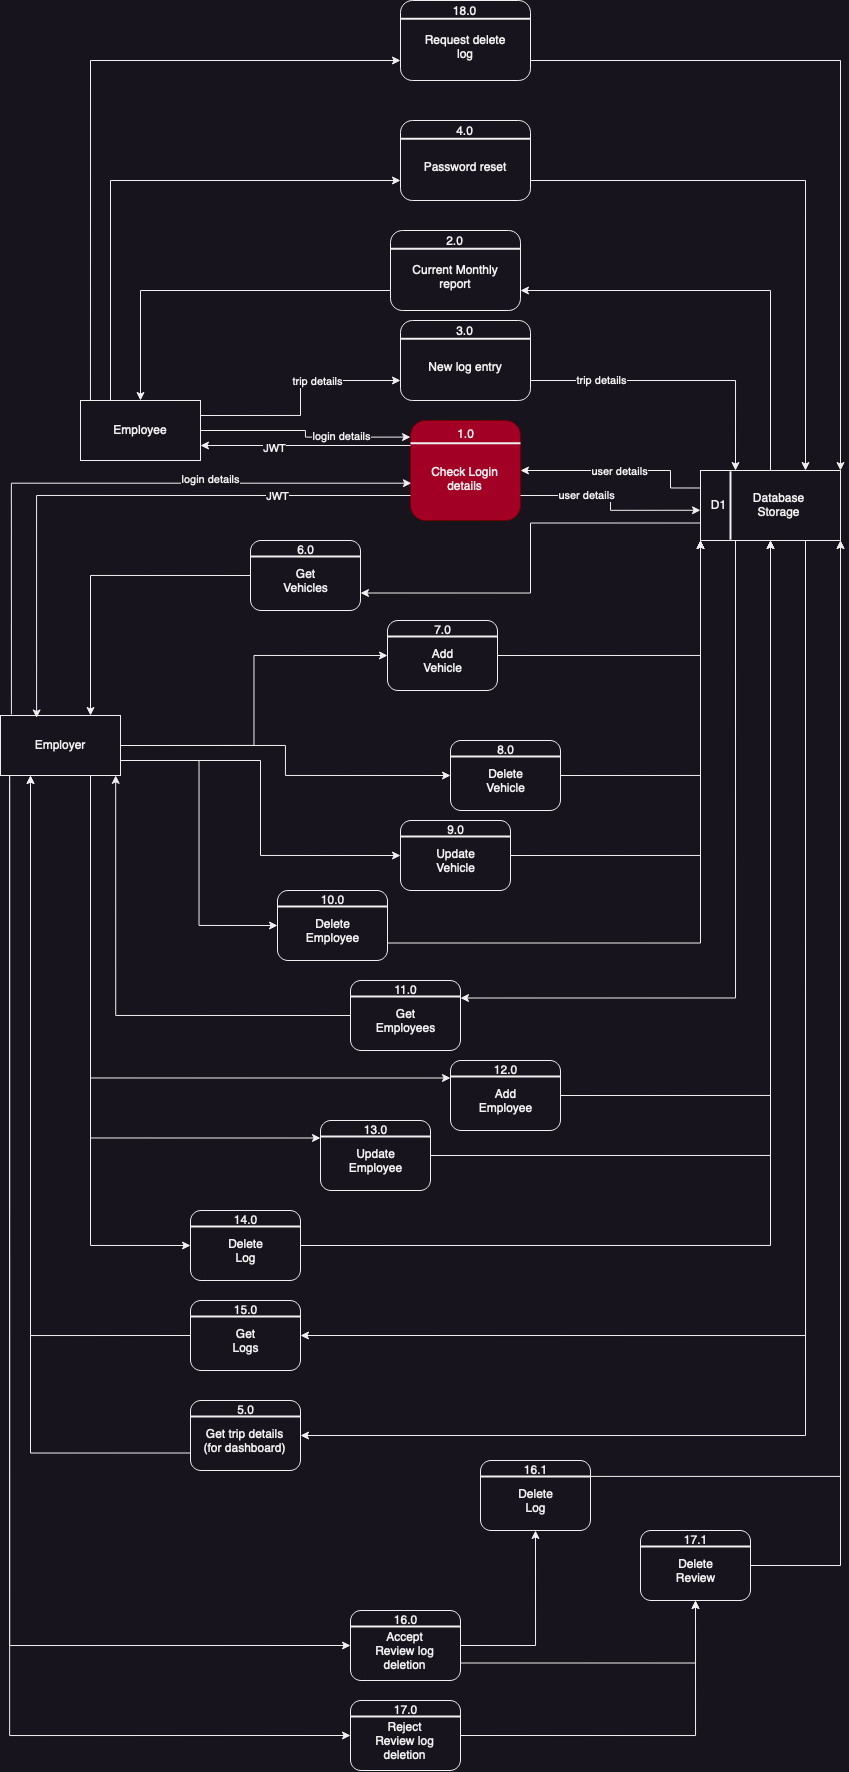 18.0
Request delete
log
4.0
Password reset
2.0
Current Monthly
report
3.0
New log entry
trip details
trip details
Employee
login details
JWT
1.0
Check Login
details
user details
user details
D1
Database
Storage
login details
JWT
6.0
Get
Vehicles
7.0
Add
Vehicle
Employer
8.0
Delete
Vehicle
9.0
Update
Vehicle
10.0
Delete
Employee
11.0
Get
Employees
12.0
Add
Employee
13.0
Update
Employee
14.0
Delete
Log
15.0
Get
Logs
5.0
Get trip details
(for dashboard)
16.1
Delete
Log
17.1
Delete
Review
16.0
Accept
Review log
deletion
17.0
Reject
Review log
deletion